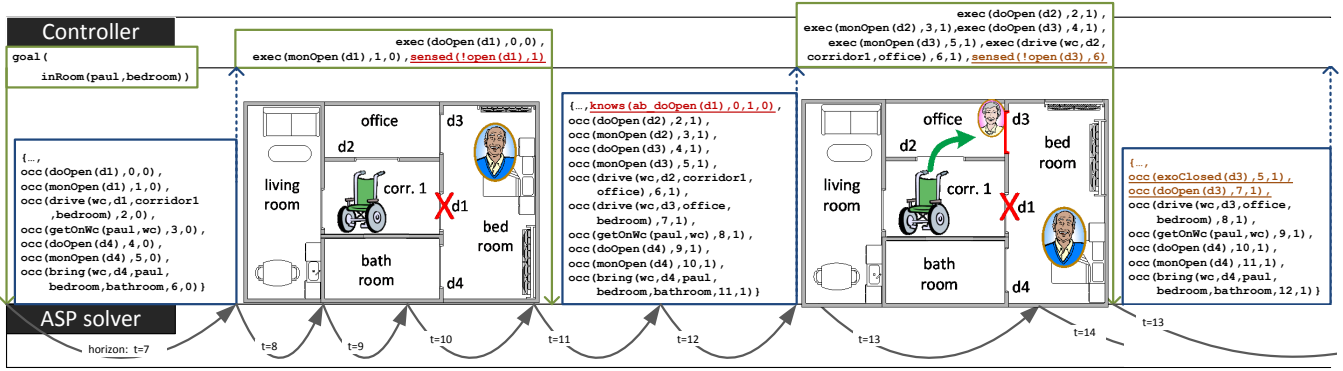 Controller
goal(
inRoom(paul,bedroom))
exec(doOpen(d1),0,0),
exec(monOpen(d1),1,0),sensed(!open(d1),1)
exec(doOpen(d2),2,1),
exec(monOpen(d2),3,1),exec(doOpen(d3),4,1),
exec(monOpen(d3),5,1),exec(drive(wc,d2,
corridor1,office),6,1),sensed(!open(d3),6)
{…,
occ(doOpen(d1),0,0),
occ(monOpen(d1),1,0),
occ(drive(wc,d1,corridor1
,bedroom),2,0),
occ(getOnWc(paul,wc),3,0),
occ(doOpen(d4),4,0),
occ(monOpen(d4),5,0),
occ(bring(wc,d4,paul,
bedroom,bathroom,6,0)}
office
d3
d2
living
room
corr. 1
d1
bed
room
bath
room
d4
{…,knows(ab_doOpen(d1),0,1,0),
occ(doOpen(d2),2,1),
occ(monOpen(d2),3,1),
occ(doOpen(d3),4,1),
occ(monOpen(d3),5,1),
occ(drive(wc,d2,corridor1,
office),6,1),
occ(drive(wc,d3,office,
bedroom),7,1),
occ(getOnWc(paul,wc),8,1),
occ(doOpen(d4),9,1),
occ(monOpen(d4),10,1),
occ(bring(wc,d4,paul,
bedroom,bathroom,11,1)}
office
d3
d2
bed
room
living
room
corr. 1
d1
bath
room
d4
{…,
occ(exoClosed(d3),5,1),
occ(doOpen(d3),7,1),
occ(drive(wc,d3,office,
bedroom),8,1),
occ(getOnWc(paul,wc),9,1),
occ(doOpen(d4),10,1),
occ(monOpen(d4),11,1),
occ(bring(wc,d4,paul,
bedroom,bathroom,12,1)}
ASP solver
horizon: t=7
t=8
t=9
t=10
t=11
t=12
t=13
t=14
t=13